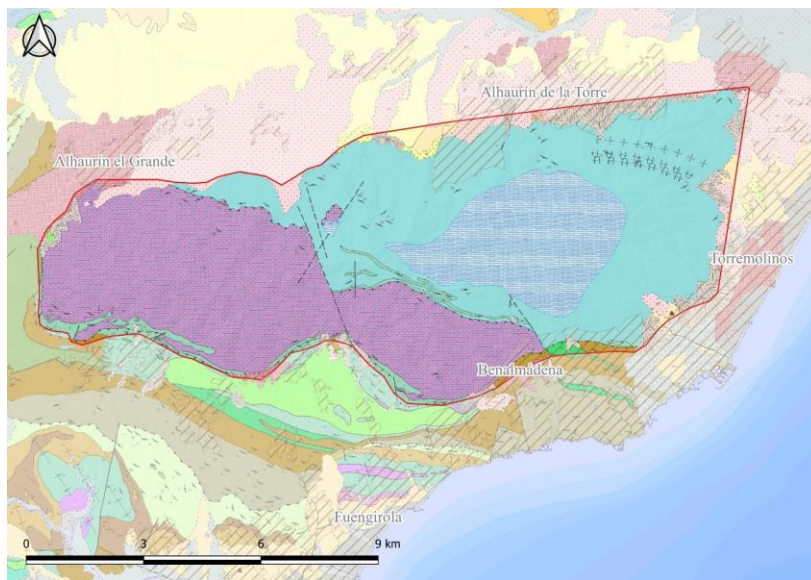 Alhaurín de la Torre
Alhaurín el Grande
Torremolinos
Benalmádena
Fuengirola
0 3 6 9 km